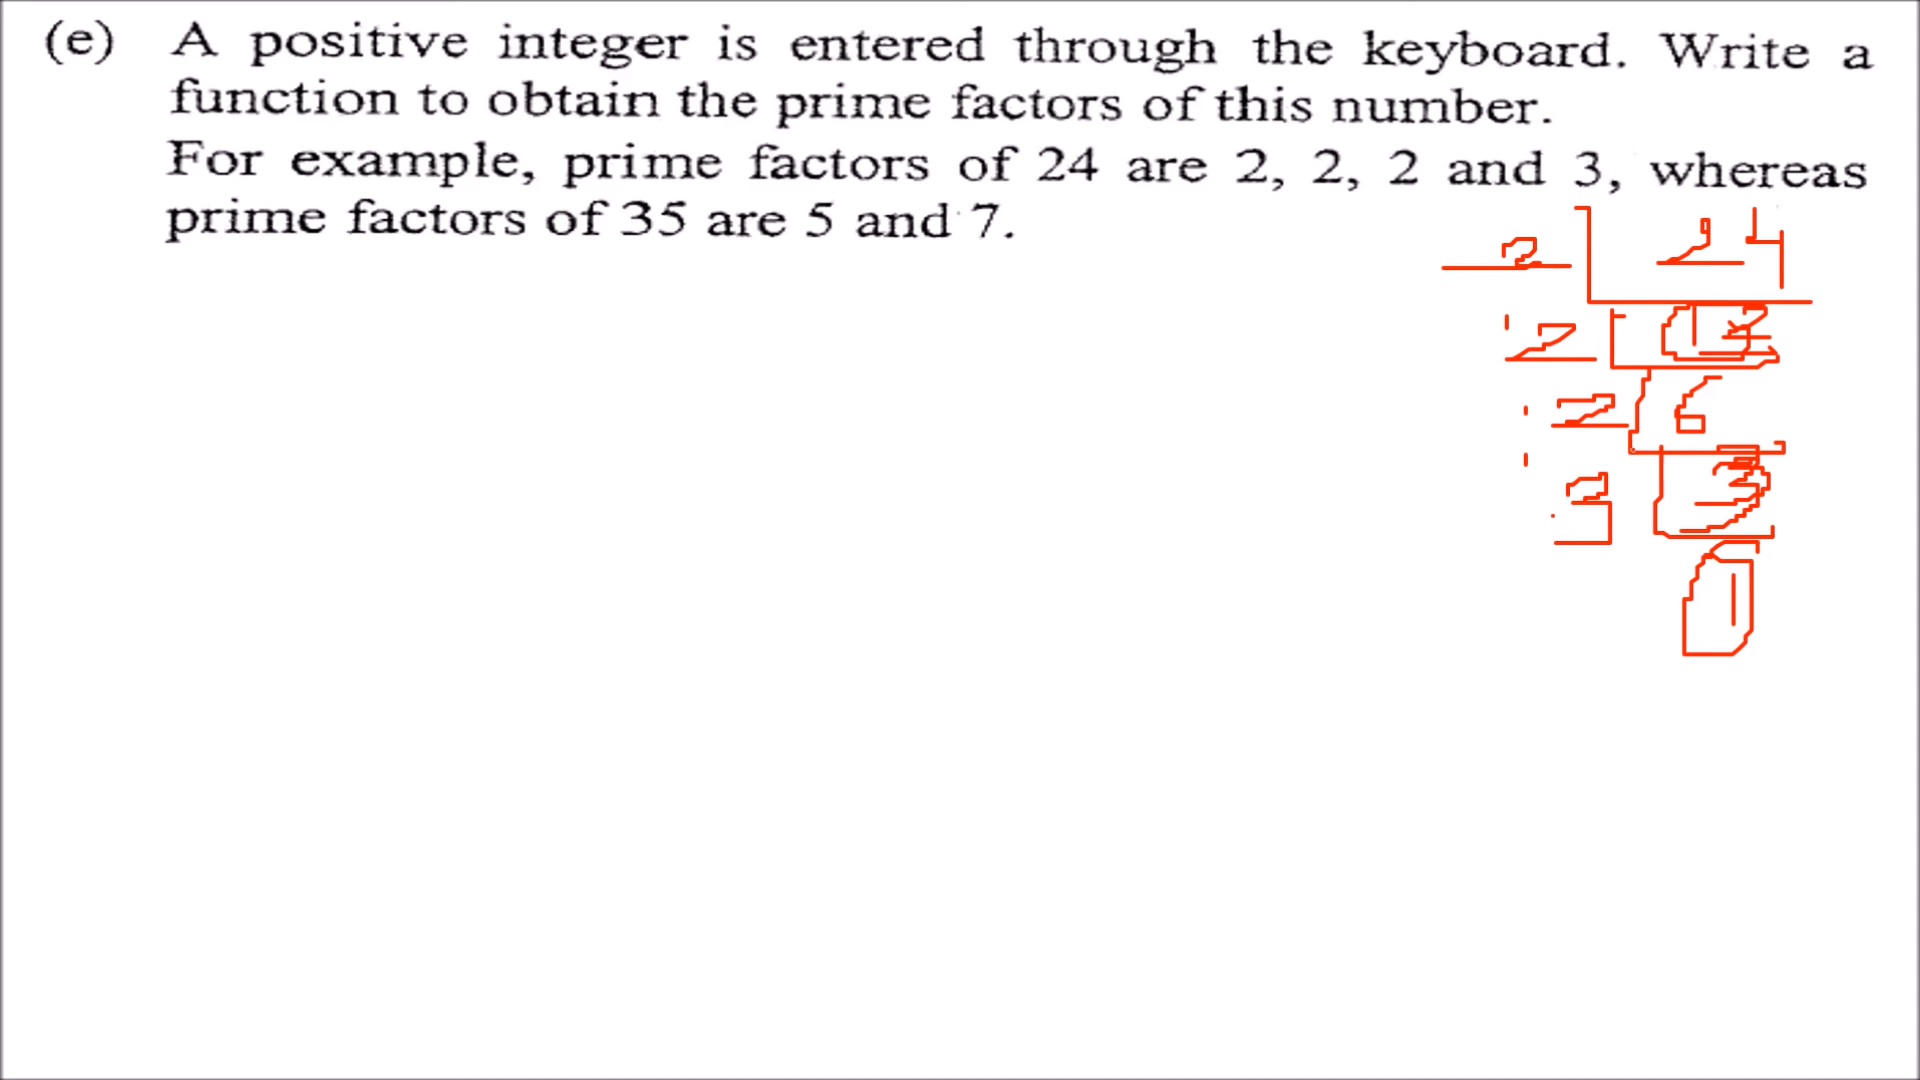 (e) A positive integer is entered through the keyboard. Write a
function to obtain the prime factors of this number.
For example, prime factors of 24 are 2, 2, 2 and 3, whereas
prime factors of 35 are 5 and 7.
2 24
2 12
2 6
3 3
1